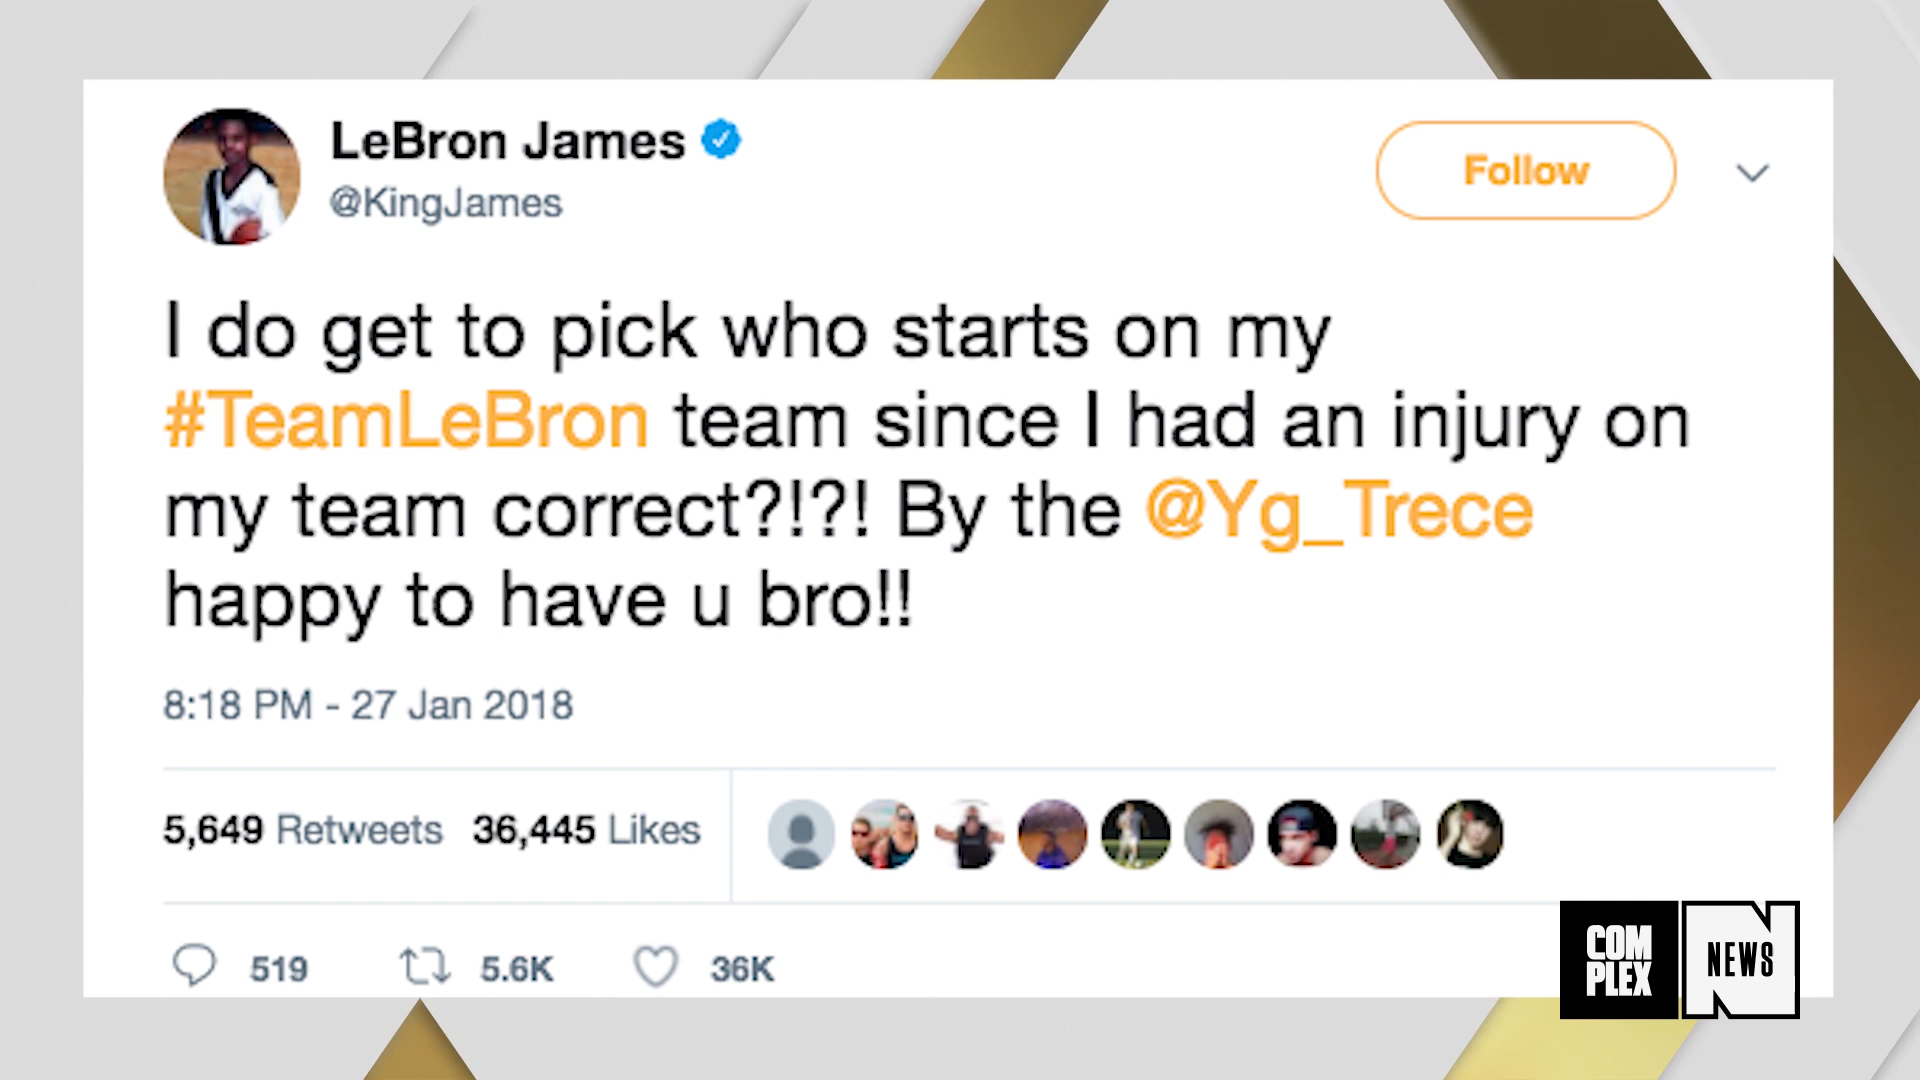 LeBron James
@KingJames
Follow
I do get to pick who starts on my
#TeamLeBron team since I had an injury on
my team correct?!?! By the @Yg_Trece
happy to have u bro!!
8:18 PM - 27 Jan 2018
5,649 Retweets 36,445 Likes
519 5.6K 36K
COM
PLEX
NEWS